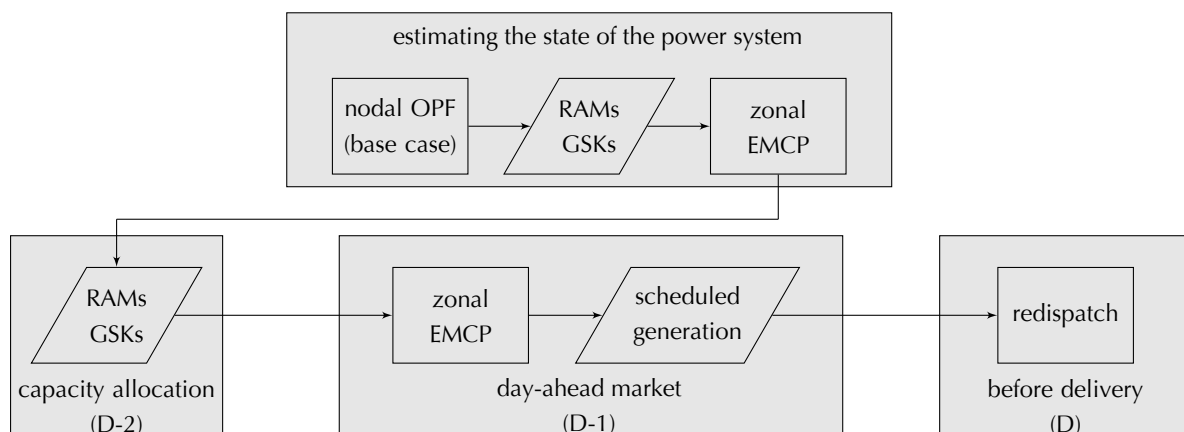 estimating the state of the power system
nodal OPF
(base case)
RAMs
GSKs
zonal
EMCP
RAMs
GSKs
capacity allocation
(D-2)
zonal
EMCP
scheduled
generation
day-ahead market
(D-1)
redispatch
before delivery
(D)